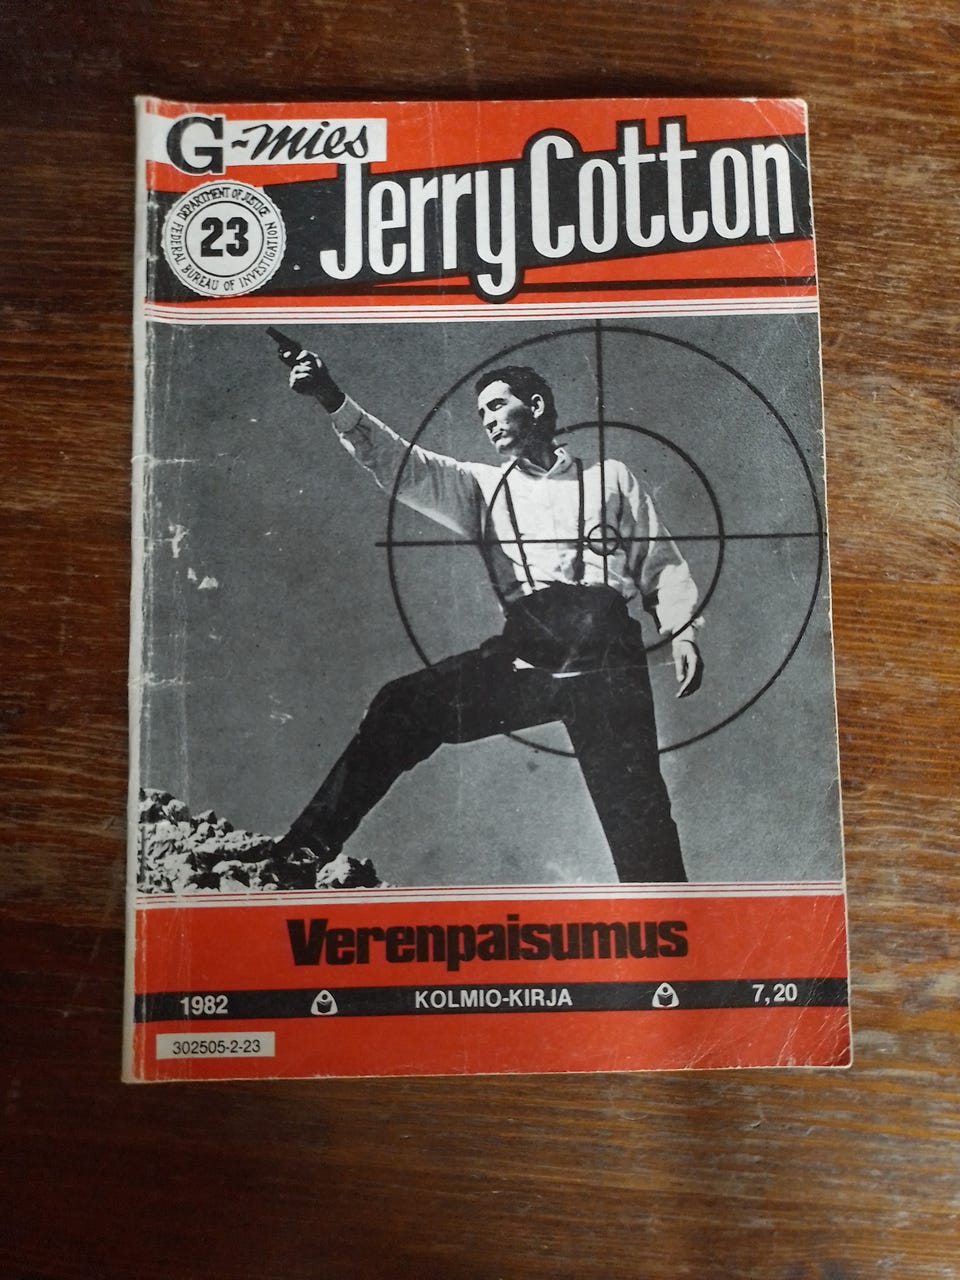 G-mies
Jerry Cotton
DEPARTMENT OF JUSTICE
23
FEDERAL BUREAU OF INVESTIGATION
Verenpaisumus
1982 KOLMIO-KIRJA 7,20
302505-2-23